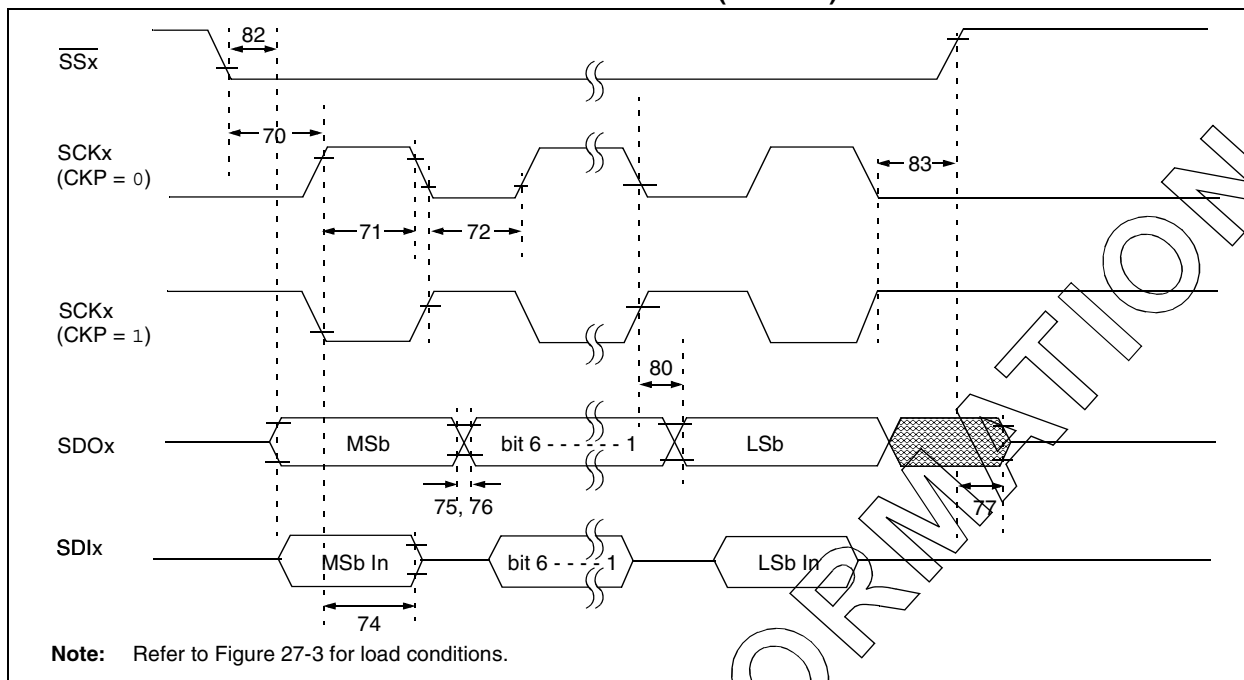 82
SSx
70
SCKx
(CKP = 0)
83
71
72
SCKx
(CKP = 1)
80
SDOx
MSb
bit 6 - - - - - - 1
LSb
75, 76
77
SDIx
MSb In
bit 6 - - - - 1
LSb In
74
Note: Refer to Figure 27-3 for load conditions.
ORMATION